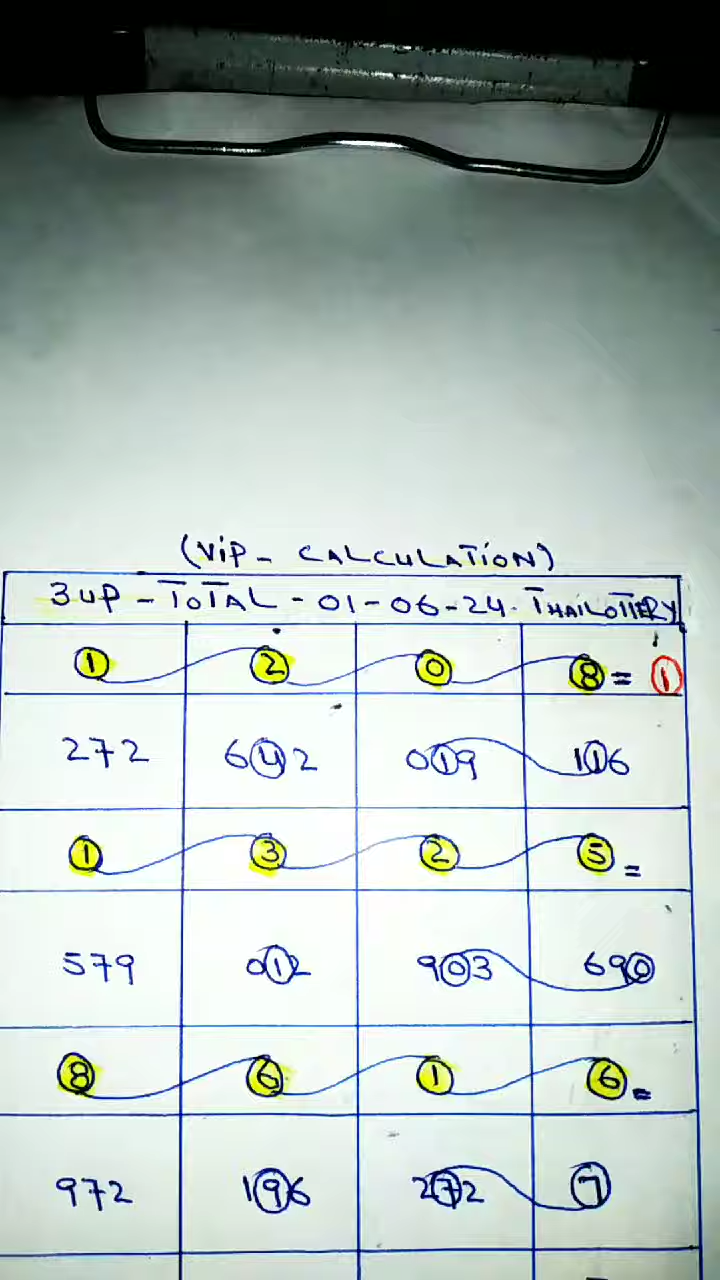 (VIP - CALCULATION)
3UP - TOTAL - 01-06-24. THAILOTTERY
1 2 0 8 = 1
272 642 019 116
1 3 2 5 =
579 012 903 690
8 6 1 6 =
972 196 272 7